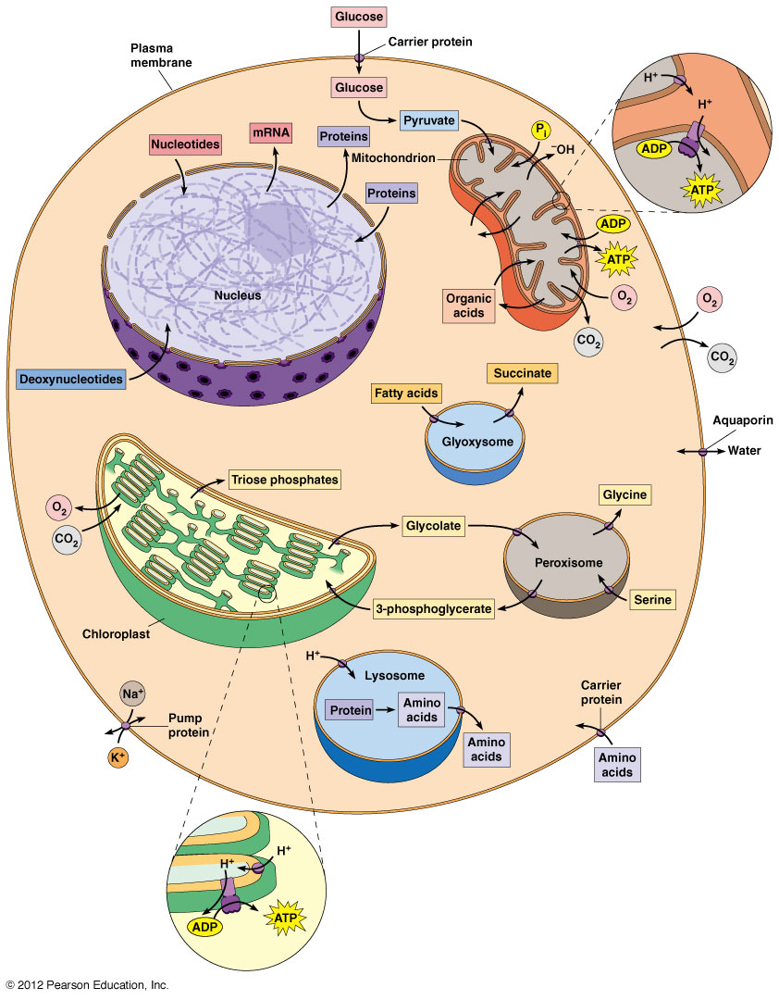 Glucose
Carrier protein
Plasma
membrane
Glucose
H⁺
H⁺
ADP
ATP
Pyruvate
Pᵢ
⁻OH
Nucleotides
mRNA
Proteins
Mitochondrion
Proteins
ADP
ATP
Nucleus
Organic
acids
O₂
CO₂
O₂
CO₂
Deoxynucleotides
Fatty acids
Succinate
Glyoxysome
Aquaporin
Water
Triose phosphates
O₂
CO₂
Glycolate
Glycine
Peroxisome
Serine
3-phosphoglycerate
Chloroplast
H⁺
Lysosome
Protein
Amino
acids
Amino
acids
Na⁺
Pump
protein
K⁺
Carrier
protein
Amino
acids
H⁺
H⁺
ADP
ATP
© 2012 Pearson Education, Inc.